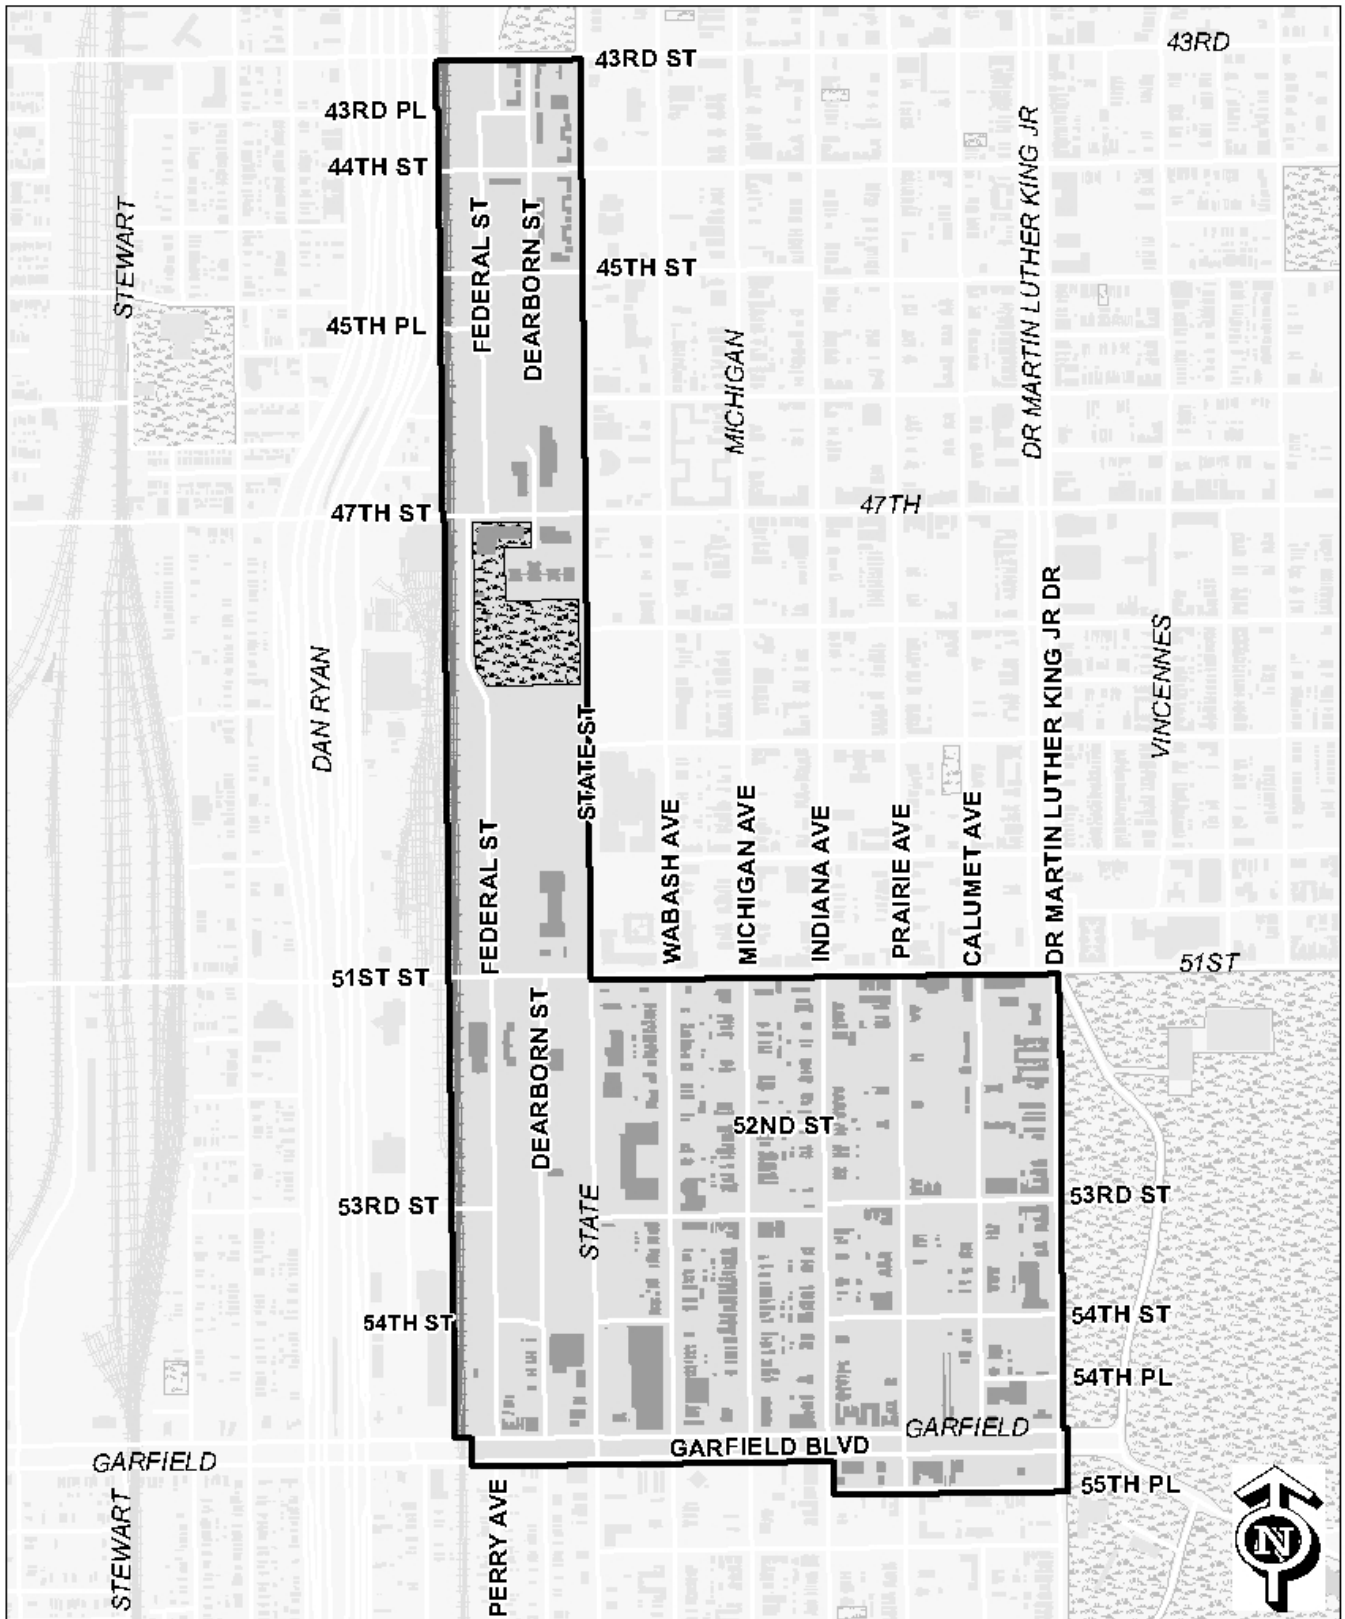 43RD
43RD ST
43RD PL
44TH ST
STEWART
FEDERAL ST
DEARBORN ST
45TH ST
45TH PL
MICHIGAN
DR MARTIN LUTHER KING JR
47TH ST
47TH
DAN RYAN
STATE ST
VINCENNES
FEDERAL ST
WABASH AVE
MICHIGAN AVE
INDIANA AVE
PRAIRIE AVE
CALUMET AVE
DR MARTIN LUTHER KING JR DR
51ST ST
51ST
DEARBORN ST
52ND ST
53RD ST
STATE
53RD ST
54TH ST
54TH ST
54TH PL
GARFIELD
GARFIELD BLVD
GARFIELD
55TH PL
STEWART
PERRY AVE
N